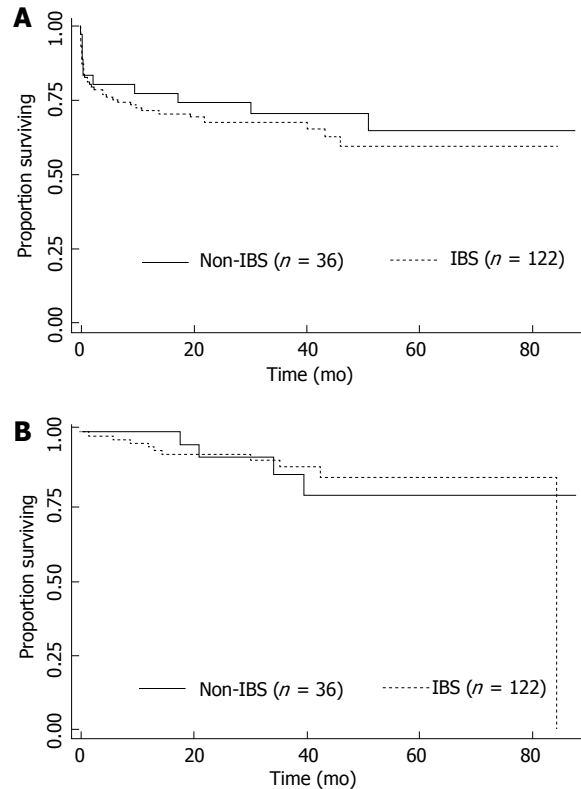 A
Proportion surviving
1.00
0.75
0.50
0.25
0.00
Non-IBS (n = 36)
IBS (n = 122)
0 20 40 60 80
Time (mo)
B
Proportion surviving
1.00
0.75
0.50
0.25
0.00
Non-IBS (n = 36)
IBS (n = 122)
0 20 40 60 80
Time (mo)